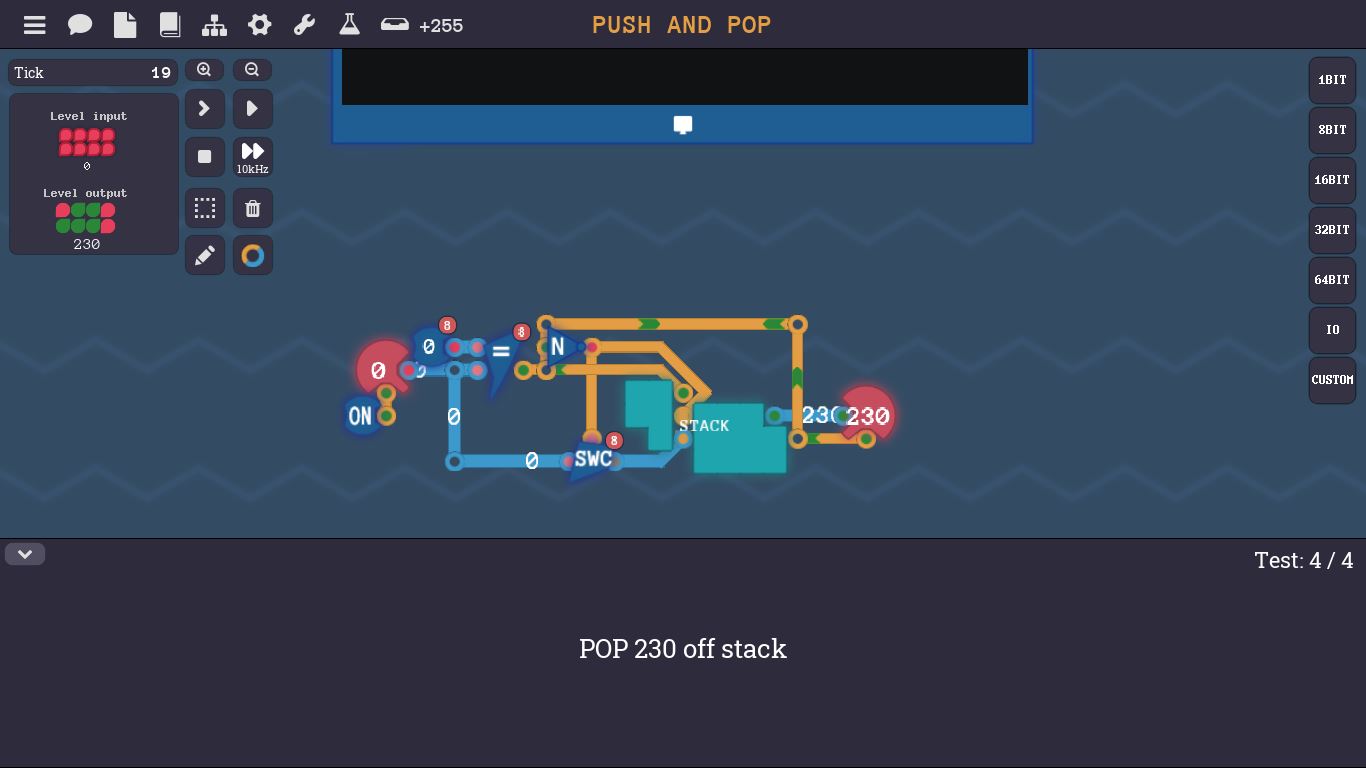 +255
PUSH AND POP
Tick 19
Level input
0
Level output
230
10kHz
1BIT
8BIT
16BIT
32BIT
64BIT
IO
CUSTOM
8
0
8
=
N
0
0
ON
0
STACK
230
230
0
SWC
8
Test: 4 / 4
POP 230 off stack